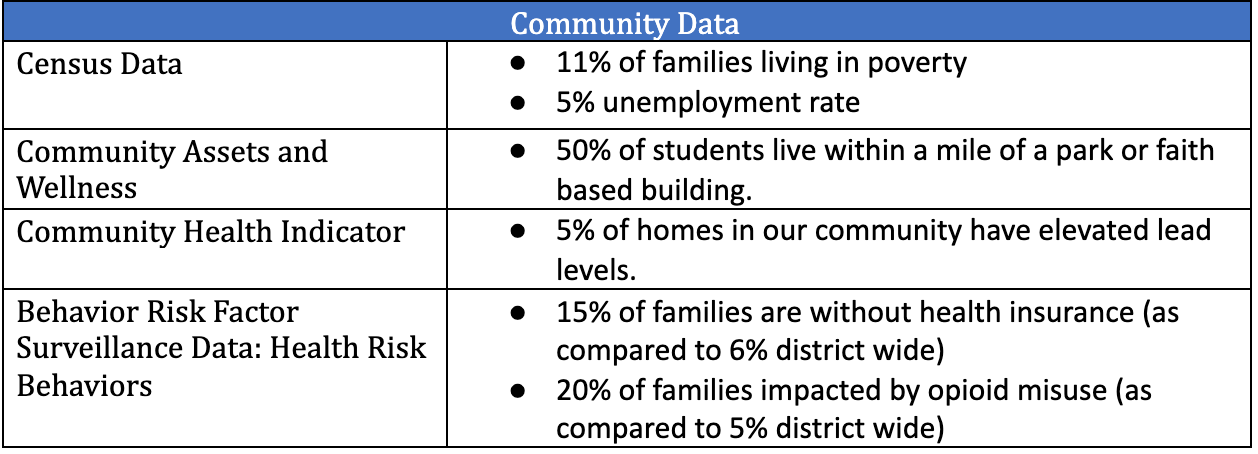 Community Data
Census Data
● 11% of families living in poverty
● 5% unemployment rate
Community Assets and
Wellness
● 50% of students live within a mile of a park or faith
based building.
Community Health Indicator
● 5% of homes in our community have elevated lead
levels.
Behavior Risk Factor
Surveillance Data: Health Risk
Behaviors
● 15% of families are without health insurance (as
compared to 6% district wide)
● 20% of families impacted by opioid misuse (as
compared to 5% district wide)